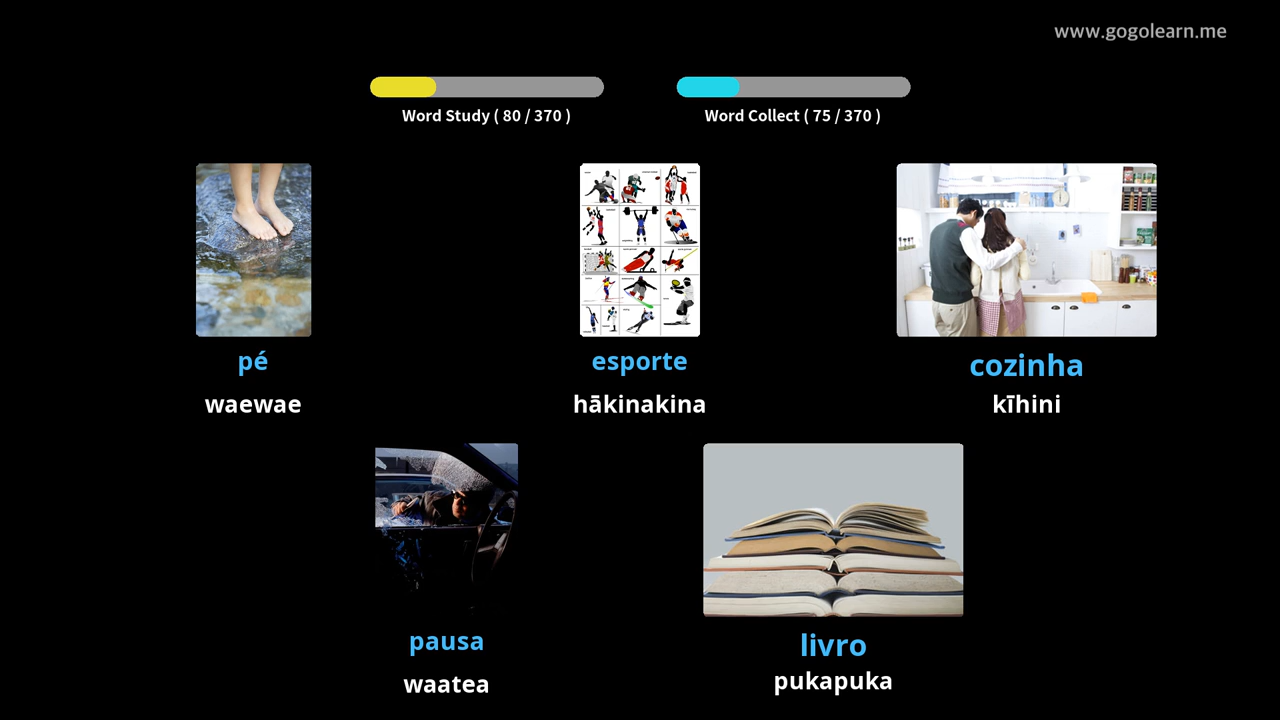 www.gogolearn.me
Word Study ( 80 / 370 )
Word Collect ( 75 / 370 )
pé
waewae
esporte
hākinakina
cozinha
kīhini
pausa
waatea
livro
pukapuka